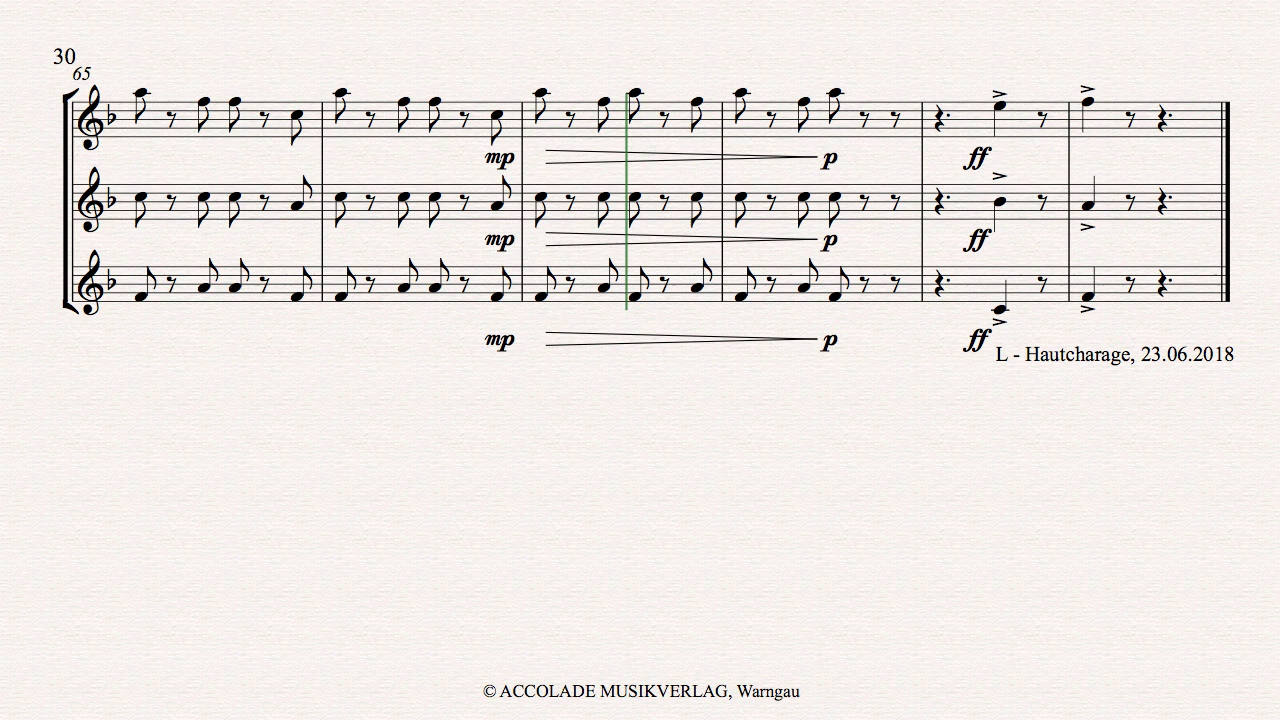 30
65
mp
p
ff
mp
p
ff
mp
p
ff
L - Hautcharage, 23.06.2018
© ACCOLADE MUSIKVERLAG, Warngau